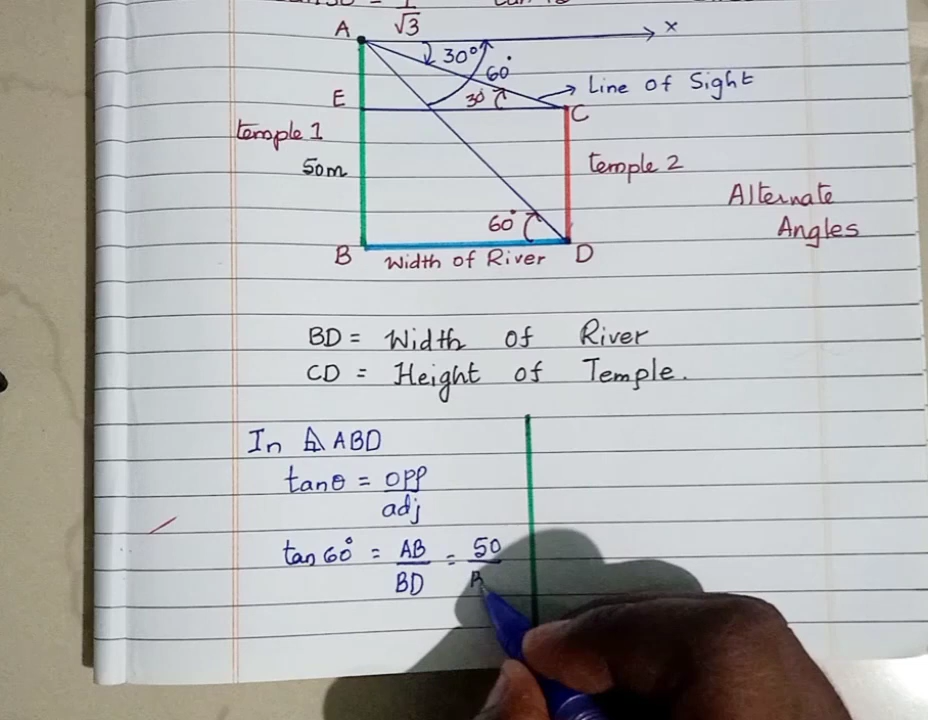 √3
A
x
30°
60°
E
30°
Line of Sight
C
temple 1
50m
temple 2
Alternate
Angles
60°
B
Width of River
D
BD = Width of River
CD = Height of Temple.
In ⊿ ABD
tanθ = opp
adj
tan 60° = AB = 50
BD B